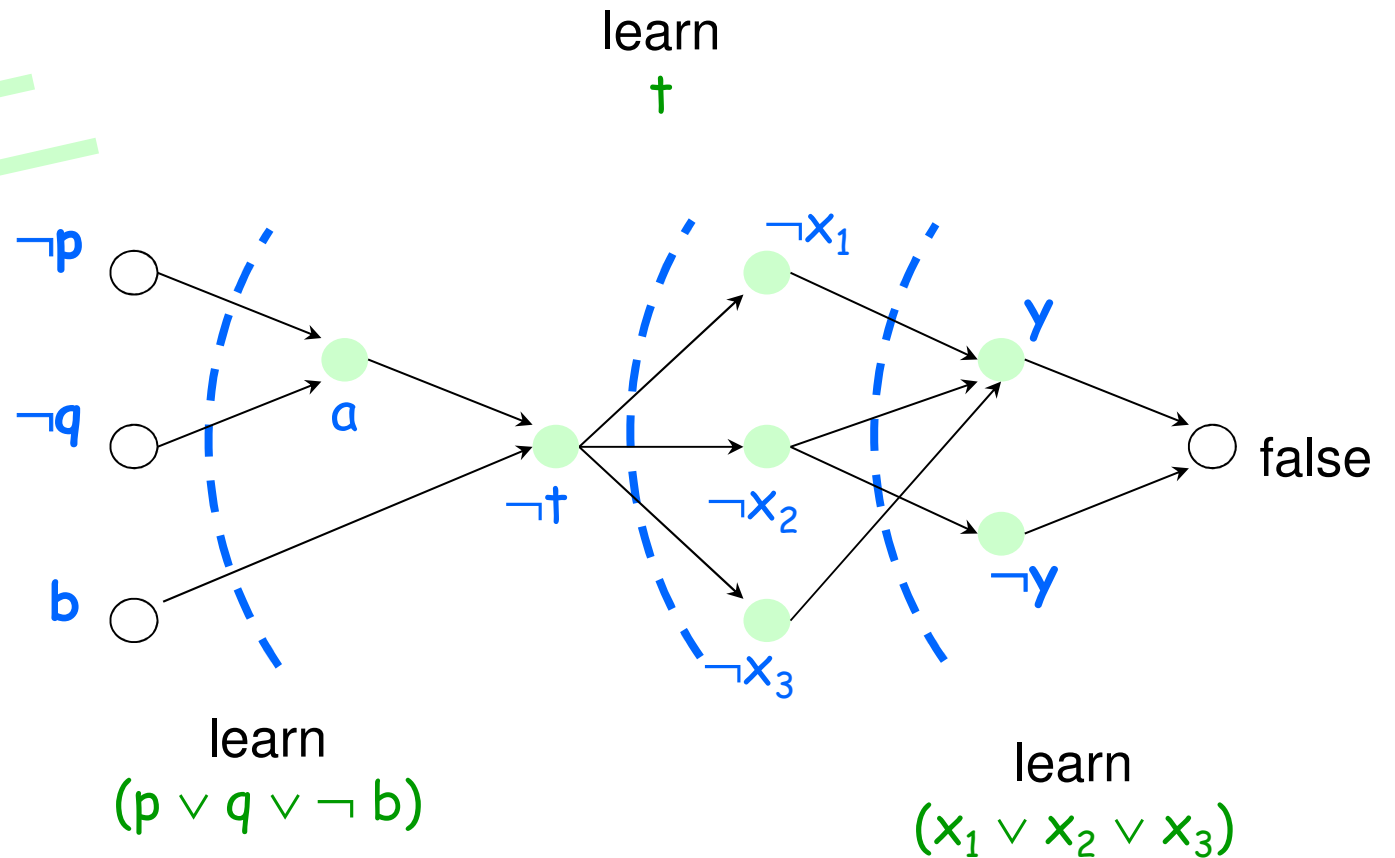 learn
t
¬p
¬x₁
y
¬q
a
false
¬t
¬x₂
¬y
b
¬x₃
learn
(p ∨ q ∨ ¬ b)
learn
(x₁ ∨ x₂ ∨ x₃)